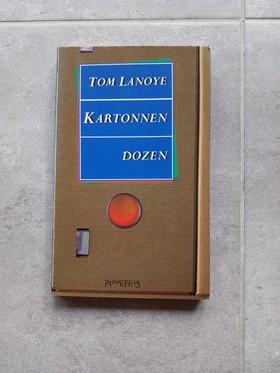 TOM LANOYE
KARTONNEN
DOZEN
PROMETHEUS